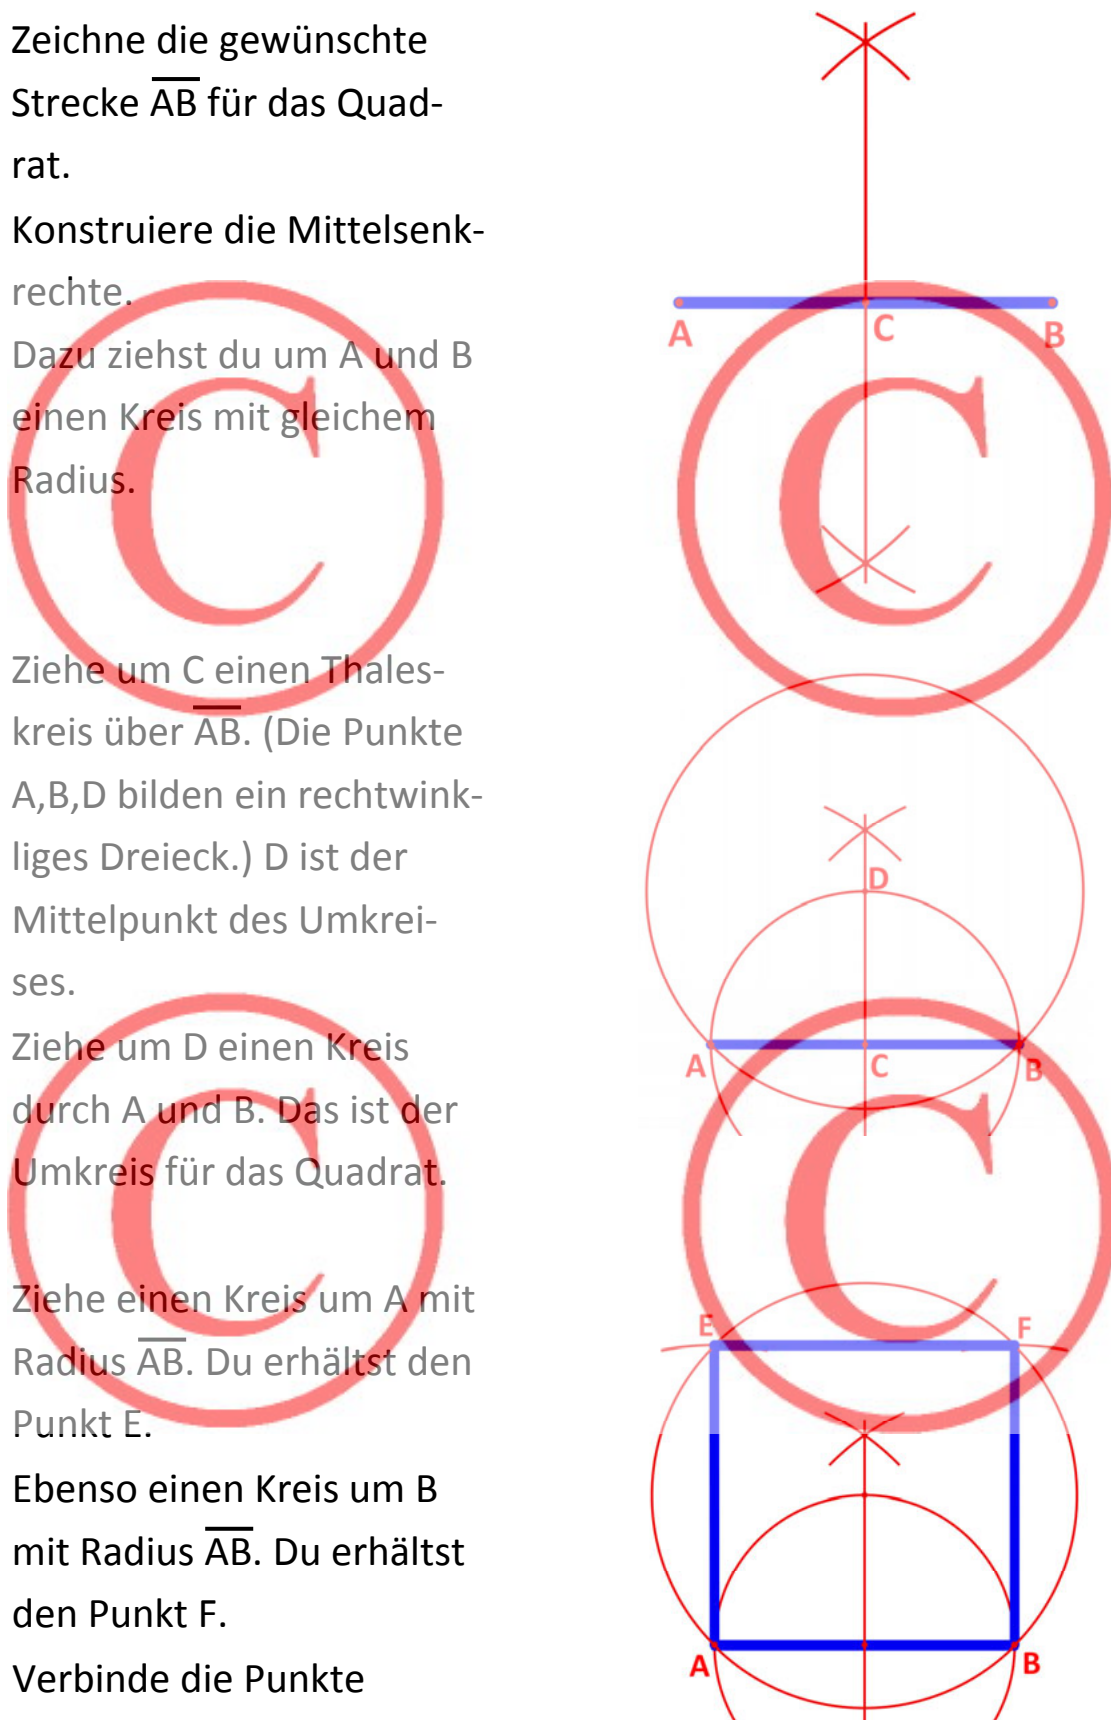 Zeichne die gewünschte
Strecke A̅B̅ für das Quad-
rat.
Konstruiere die Mittelsenk-
rechte.
Dazu ziehst du um A und B
einen Kreis mit gleichem
Radius.
A
C
B
C
C
Ziehe um C einen Thales-
kreis über A̅B̅. (Die Punkte
A,B,D bilden ein rechtwink-
liges Dreieck.) D ist der
Mittelpunkt des Umkrei-
ses.
Ziehe um D einen Kreis
durch A und B. Das ist der
Umkreis für das Quadrat.
D
A
C
B
C
C
Ziehe einen Kreis um A mit
Radius A̅B̅. Du erhältst den
Punkt E.
Ebenso einen Kreis um B
mit Radius A̅B̅. Du erhältst
den Punkt F.
Verbinde die Punkte
E
F
A
B